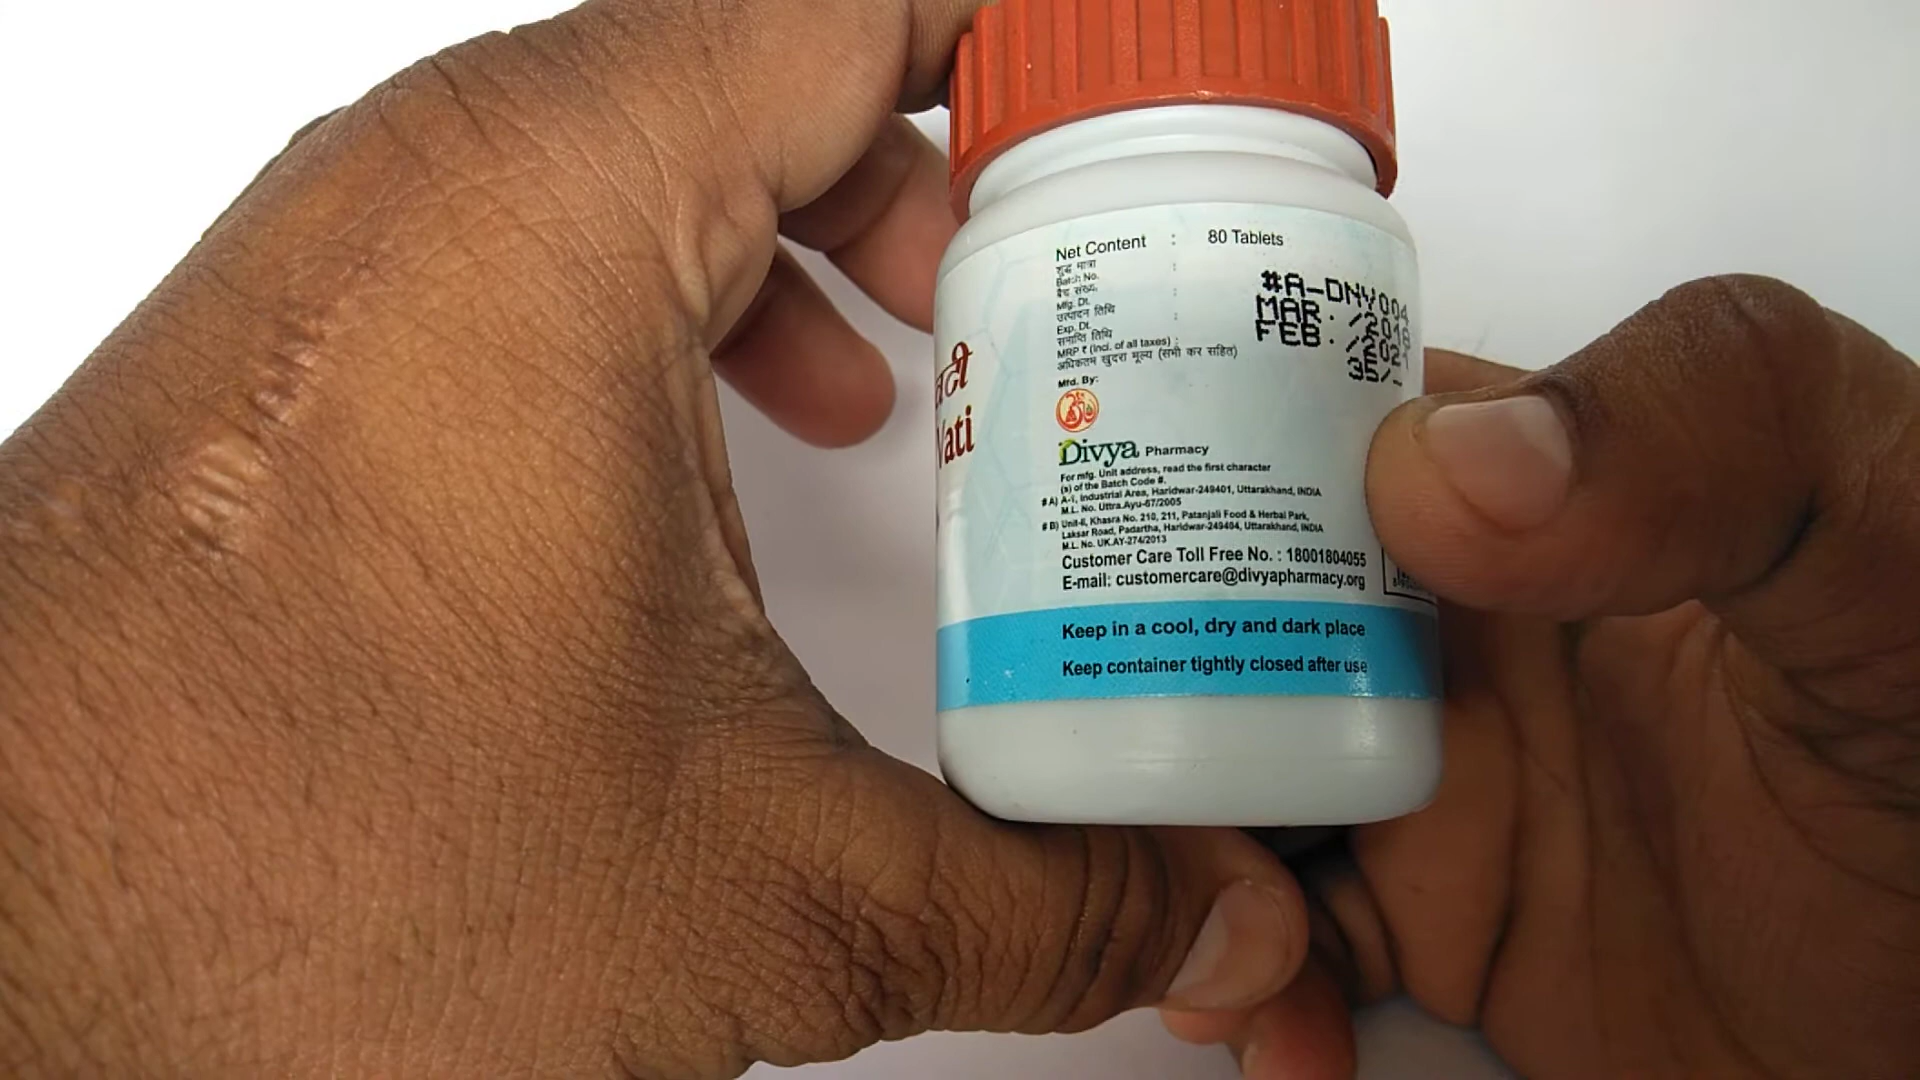 वटी
Vati
Net Content : 80 Tablets
शुद्ध मात्रा
Batch No. : #A-DNV004
बैच संख्या
Mfg. Dt. : MAR. /2018
उत्पादन तिथि
Exp. Dt. : FEB. /2021
समाप्ति तिथि
MRP ₹ (Incl. of all taxes) : 35/-
अधिकतम खुदरा मूल्य (सभी कर सहित)
Mfd. By:
Divya Pharmacy
For mfg. Unit address, read the first character
(s) of the Batch Code #.
# A) A-1, Industrial Area, Haridwar-249401, Uttarakhand, INDIA
M.L. No. Uttra.Ayu-67/2005
# B) Unit-II, Khasra No. 210, 211, Patanjali Food & Herbal Park,
Laksar Road, Padartha, Haridwar-249404, Uttarakhand, INDIA
M.L. No. UK.AY-274/2013
Customer Care Toll Free No. : 18001804055
E-mail: customercare@divyapharmacy.org
Keep in a cool, dry and dark place
Keep container tightly closed after use